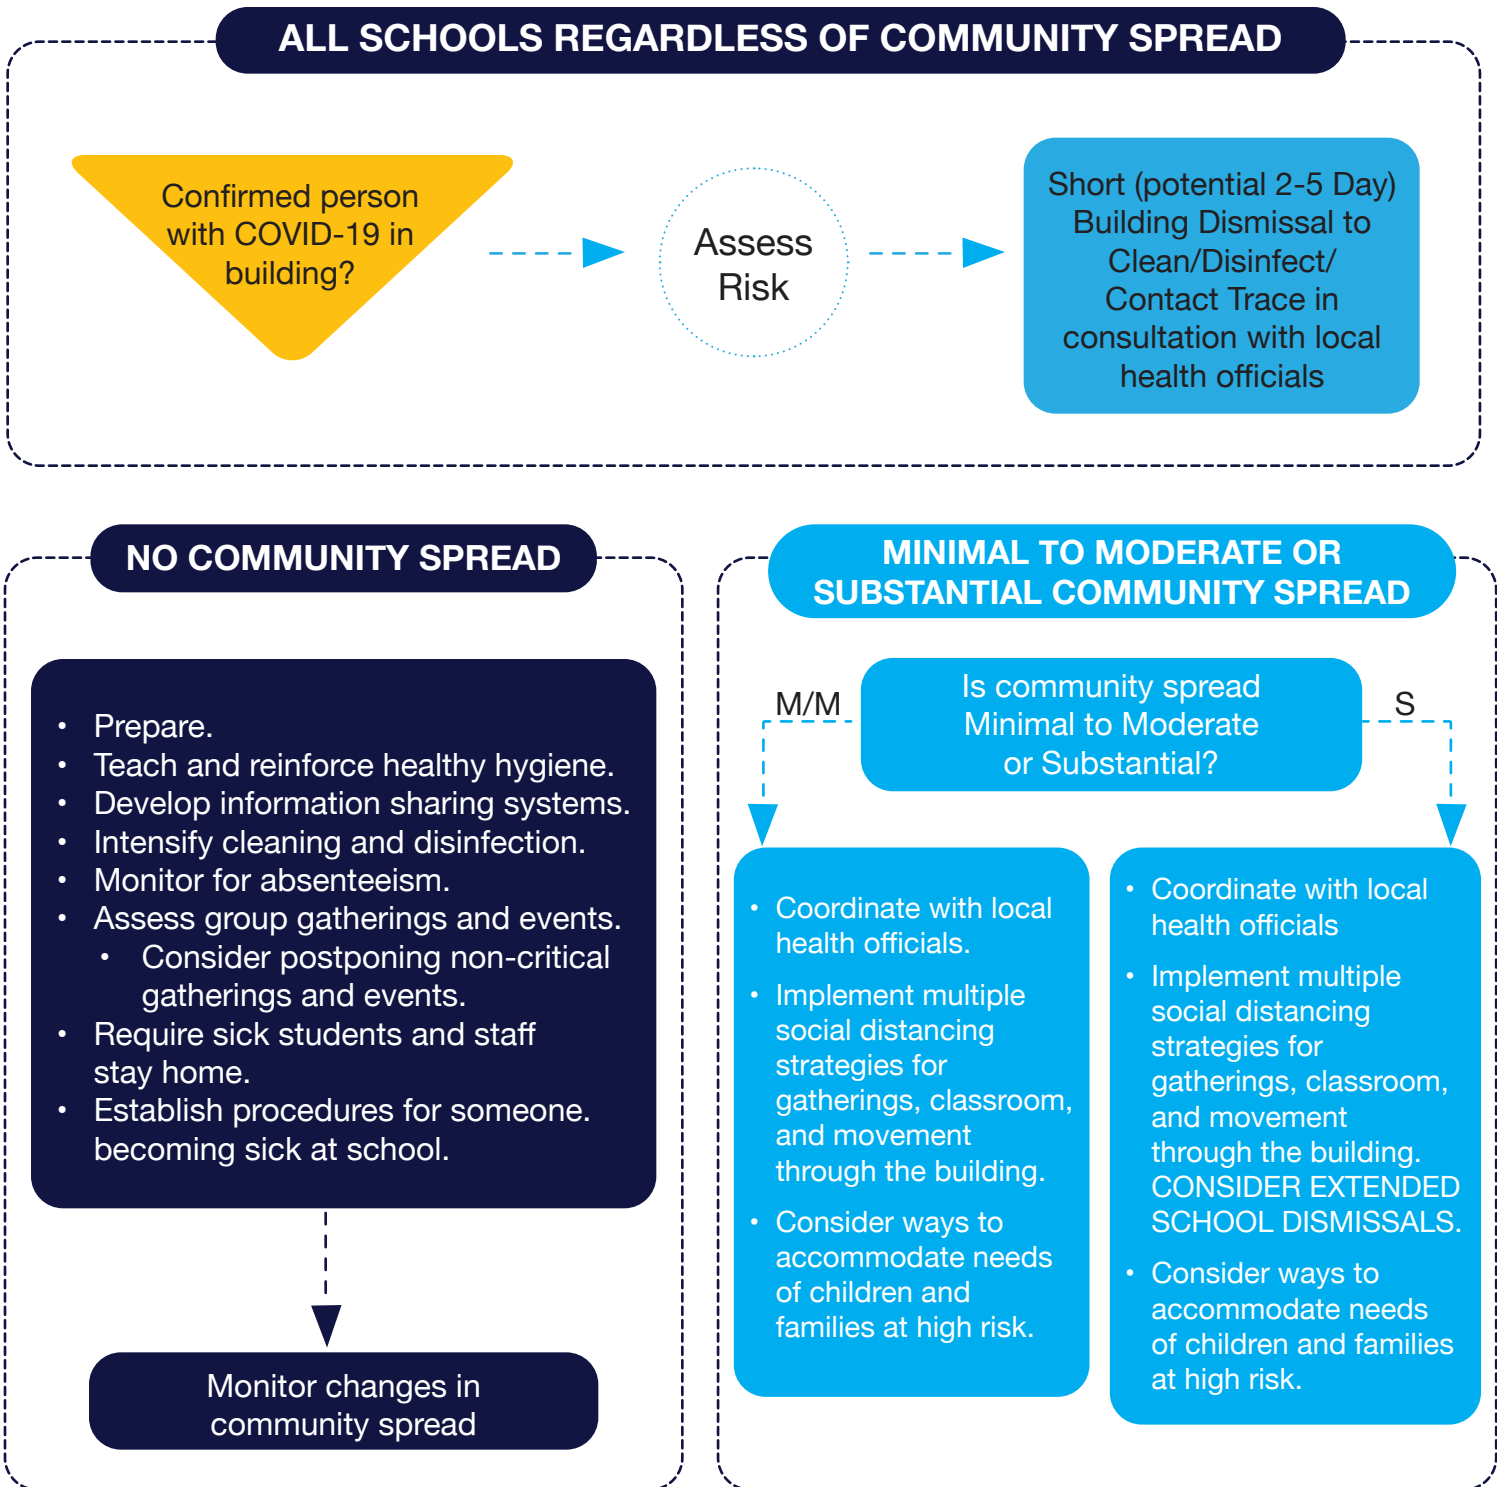 ALL SCHOOLS REGARDLESS OF COMMUNITY SPREAD
Confirmed person
with COVID-19 in
building?
Assess
Risk
Short (potential 2-5 Day)
Building Dismissal to
Clean/Disinfect/
Contact Trace in
consultation with local
health officials
NO COMMUNITY SPREAD
• Prepare.
• Teach and reinforce healthy hygiene.
• Develop information sharing systems.
• Intensify cleaning and disinfection.
• Monitor for absenteeism.
• Assess group gatherings and events.
• Consider postponing non-critical
gatherings and events.
• Require sick students and staff
stay home.
• Establish procedures for someone.
becoming sick at school.
Monitor changes in
community spread
MINIMAL TO MODERATE OR
SUBSTANTIAL COMMUNITY SPREAD
Is community spread
Minimal to Moderate
or Substantial?
M/M
S
• Coordinate with local
health officials.
• Implement multiple
social distancing
strategies for
gatherings, classroom,
and movement
through the building.
• Consider ways to
accommodate needs
of children and
families at high risk.
• Coordinate with local
health officials
• Implement multiple
social distancing
strategies for
gatherings, classroom,
and movement
through the building.
CONSIDER EXTENDED
SCHOOL DISMISSALS.
• Consider ways to
accommodate needs
of children and families
at high risk.